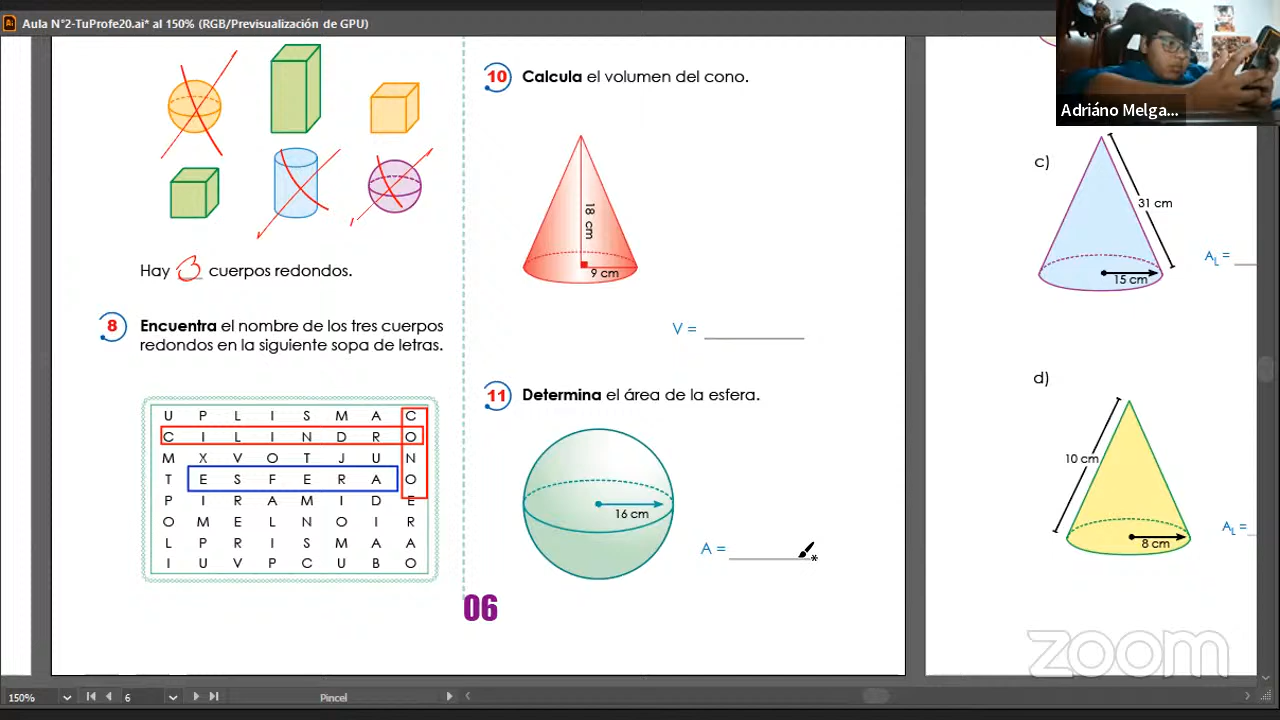 Aula N°2-TuProfe20.ai* al 150% (RGB/Previsualización de GPU)
Adriáno Melga...
Hay 3 cuerpos redondos.
8 Encuentra el nombre de los tres cuerpos
redondos en la siguiente sopa de letras.
U P L I S M A C
C I L I N D R O
M X V O T J U N
T E S F E R A O
P I R A M I D E
O M E L N O I R
L P R I S M A A
I U V P C U B O
10 Calcula el volumen del cono.
18 cm
9 cm
V =
11 Determina el área de la esfera.
16 cm
A =
06
c)
31 cm
15 cm
AL =
d)
10 cm
8 cm
AL =
zoom
150%
6
Pincel